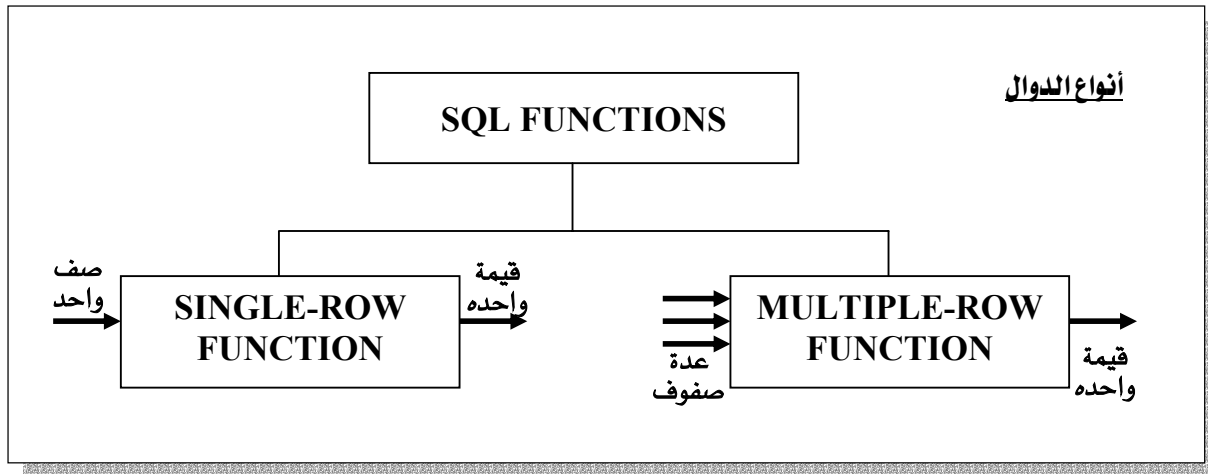 أنواع الدوال
SQL FUNCTIONS
صف
واحد
SINGLE-ROW
FUNCTION
قيمة
واحده
عدة
صفوف
MULTIPLE-ROW
FUNCTION
قيمة
واحده